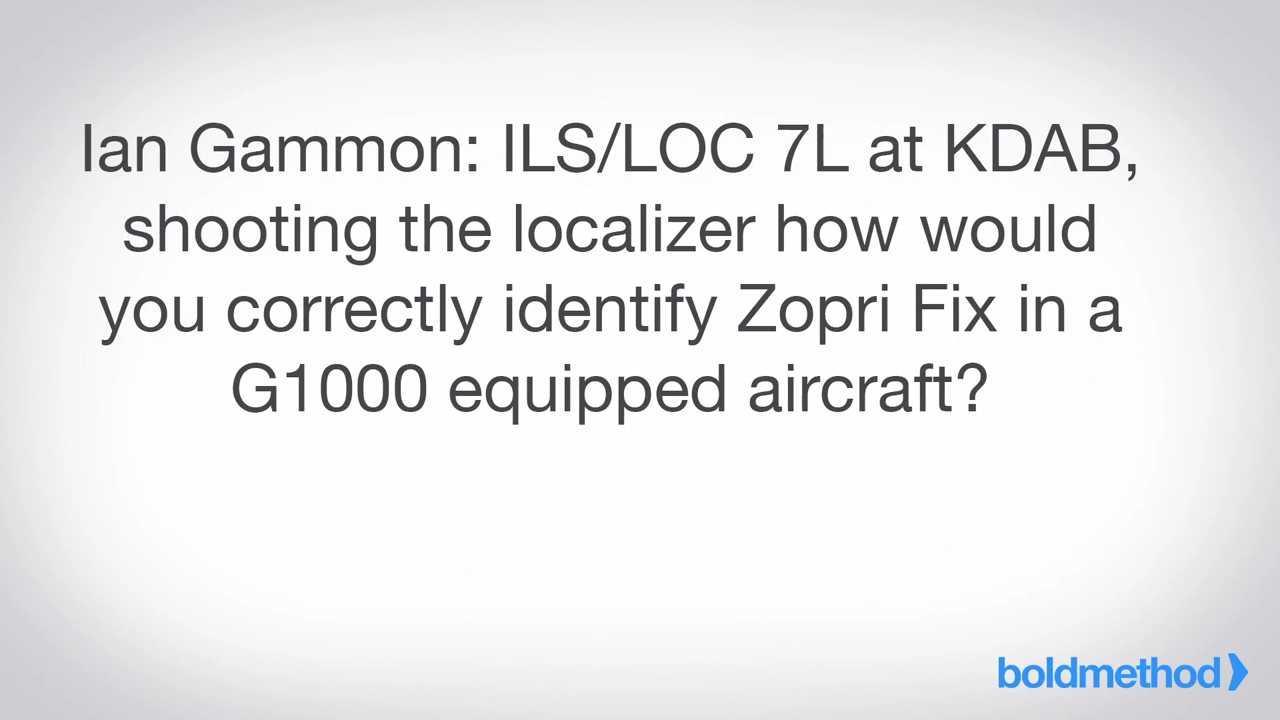 Ian Gammon: ILS/LOC 7L at KDAB,
shooting the localizer how would
you correctly identify Zopri Fix in a
G1000 equipped aircraft?
boldmethod